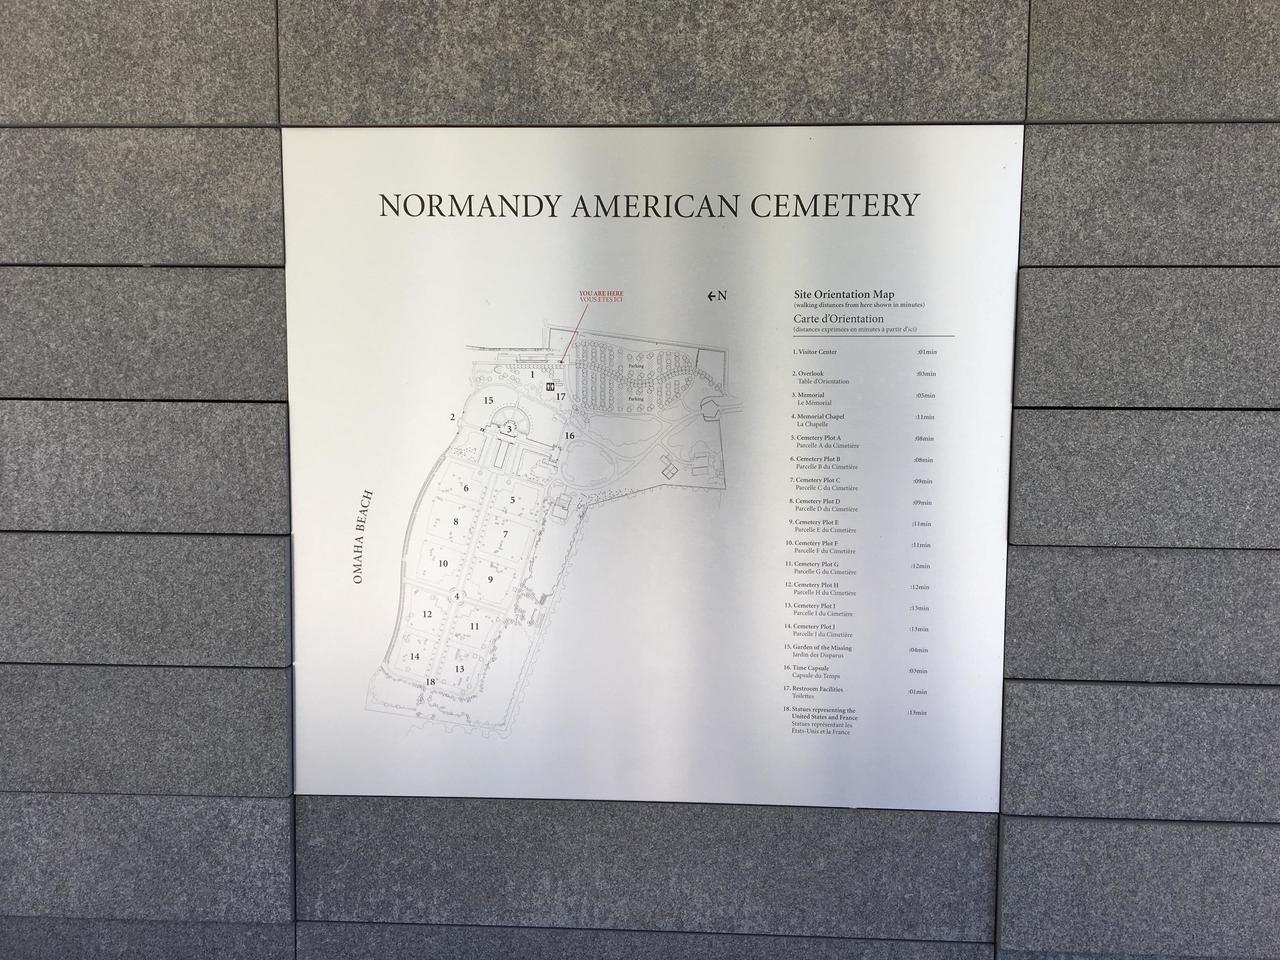 NORMANDY AMERICAN CEMETERY
YOU ARE HERE
VOUS ETES ICI
←N
Site Orientation Map
(walking distances from here shown in minutes)
Carte d'Orientation
(distances exprimées en minutes à partir d'ici)
1. Visitor Center :01min
2. Overlook :03min
Table d'Orientation
3. Memorial :05min
Le Mémorial
4. Memorial Chapel :11min
La Chapelle
5. Cemetery Plot A :08min
Parcelle A du Cimetière
6. Cemetery Plot B :08min
Parcelle B du Cimetière
7. Cemetery Plot C :09min
Parcelle C du Cimetière
8. Cemetery Plot D :09min
Parcelle D du Cimetière
9. Cemetery Plot E :11min
Parcelle E du Cimetière
10. Cemetery Plot F :11min
Parcelle F du Cimetière
11. Cemetery Plot G :12min
Parcelle G du Cimetière
12. Cemetery Plot H :12min
Parcelle H du Cimetière
13. Cemetery Plot I :13min
Parcelle I du Cimetière
14. Cemetery Plot J :13min
Parcelle J du Cimetière
15. Garden of the Missing :04min
Jardin des Disparus
16. Time Capsule :03min
Capsule du Temps
17. Restroom Facilities :01min
Toilettes
18. Statues representing the :13min
United States and France
Statues représentant les
États-Unis et la France
Parking
1
Parking
17
15
2
3
16
6
5
8
7
OMAHA BEACH
10
9
4
12
11
14
13
18